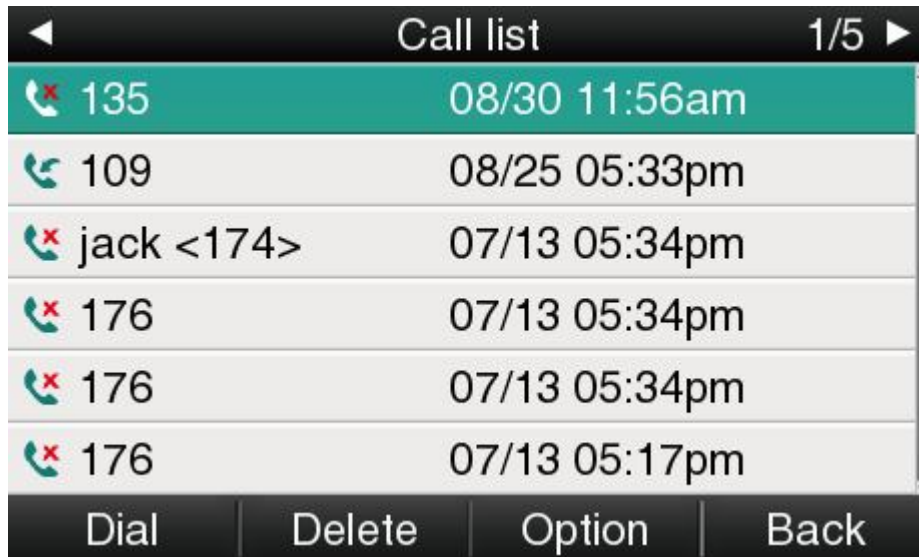 Call list 1/5
135 08/30 11:56am
109 08/25 05:33pm
jack <174> 07/13 05:34pm
176 07/13 05:34pm
176 07/13 05:34pm
176 07/13 05:17pm
Dial Delete Option Back